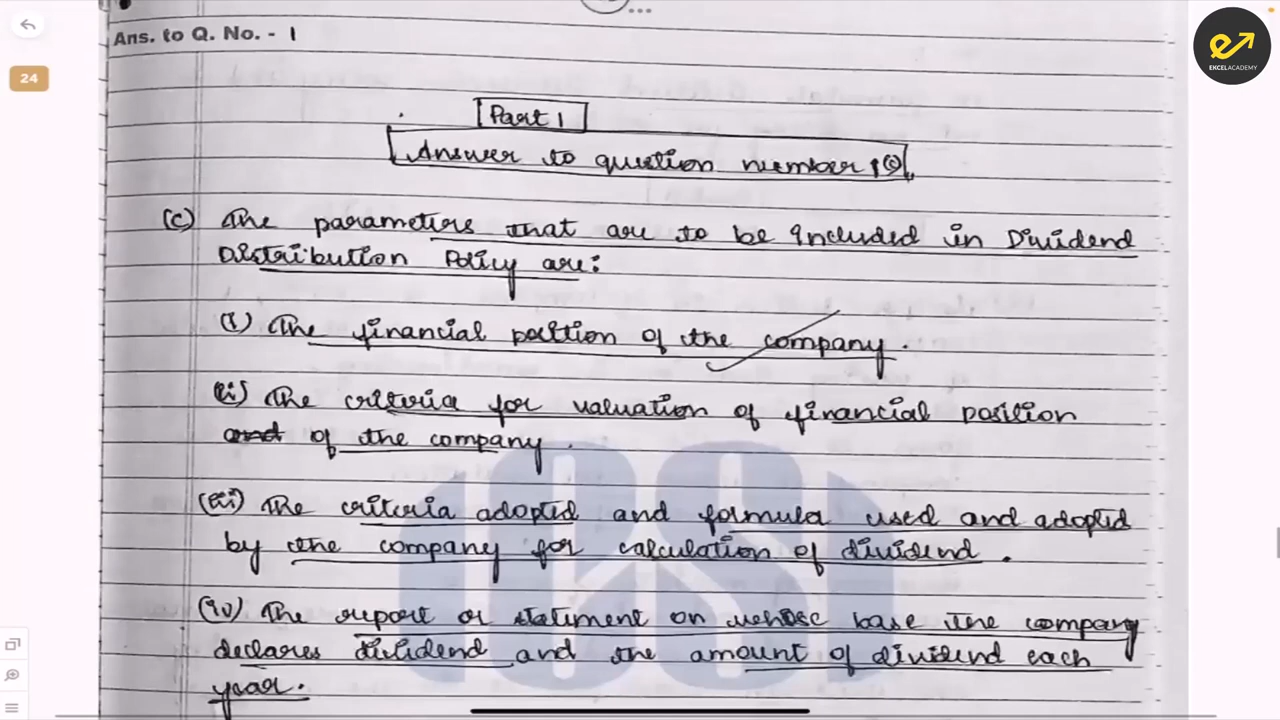 Ans. to Q. No. - 1
24
EXCEL ACADEMY
Part 1
Answer to question number 1
(c) The parameters that are to be included in Dividend
Distribution Policy are:
(i) The financial position of the company.
(ii) The criteria for valuation of financial position
and of the company.
(iii) The criteria adopted and formula used and adopted
by the company for calculation of dividend.
(iv) The report or statement on whose base the company
declares dividend and the amount of dividend each
year.
ICSI